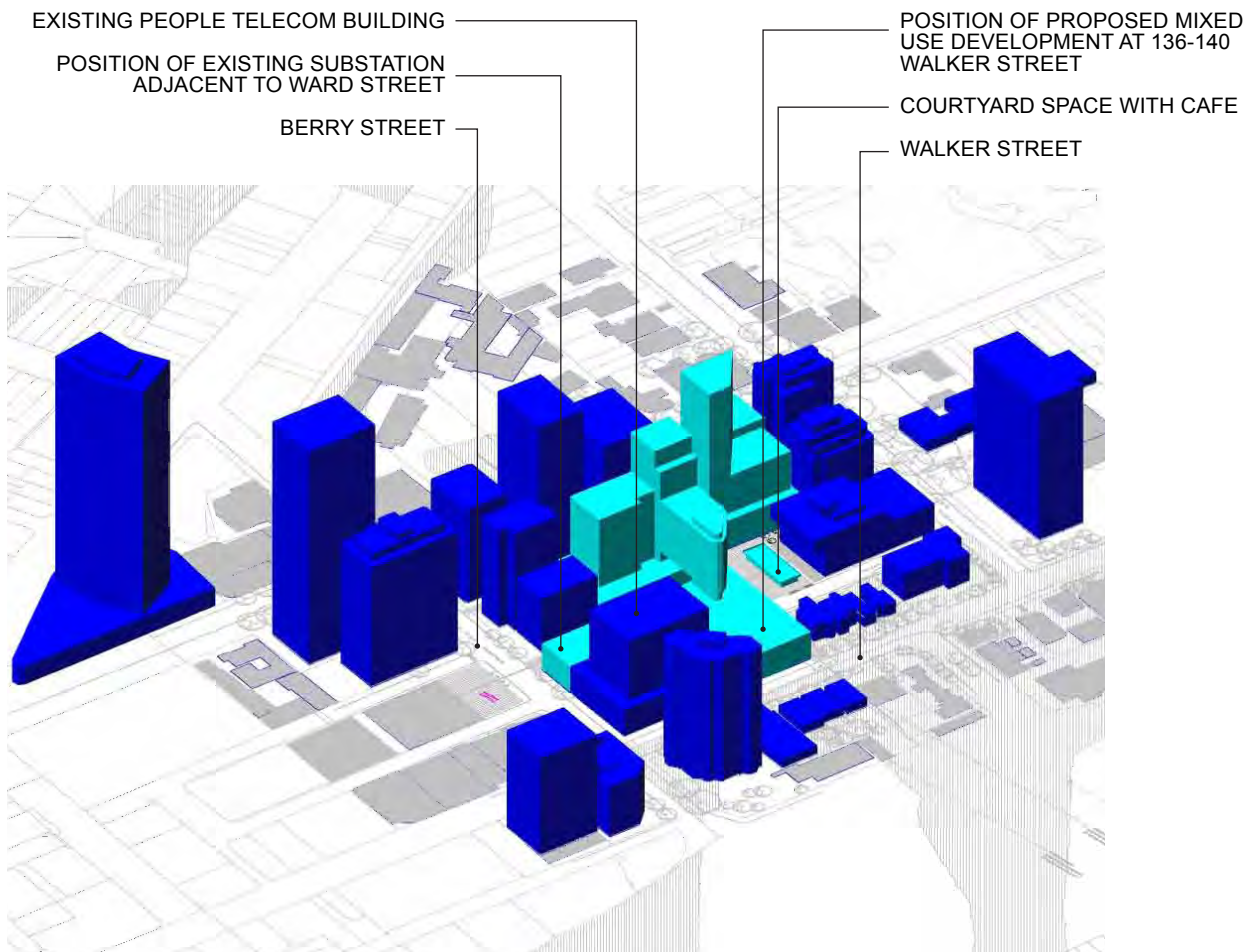 EXISTING PEOPLE TELECOM BUILDING
POSITION OF EXISTING SUBSTATION
ADJACENT TO WARD STREET
BERRY STREET
POSITION OF PROPOSED MIXED
USE DEVELOPMENT AT 136-140
WALKER STREET
COURTYARD SPACE WITH CAFE
WALKER STREET